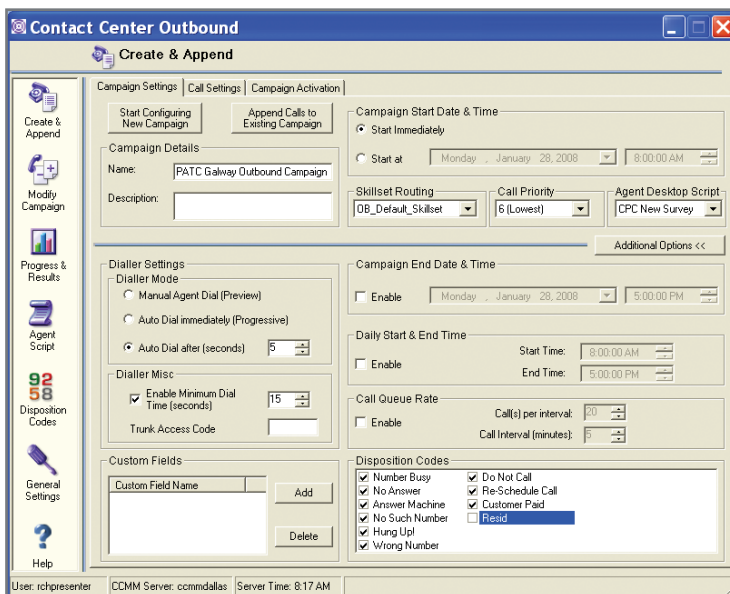 Contact Center Outbound
Create & Append
Create &
Append
Modify
Campaign
Progress &
Results
Agent
Script
92
58
Disposition
Codes
General
Settings
?
Help
Campaign Settings
Call Settings
Campaign Activation
Start Configuring
New Campaign
Append Calls to
Existing Campaign
Campaign Details
Name:
PATC Galway Outbound Campaign
Description:
Campaign Start Date & Time
Start Immediately
Start at
Monday , January 28, 2008
8:00:00 AM
Skillset Routing
OB_Default_Skillset
Call Priority
6 (Lowest)
Agent Desktop Script
CPC New Survey
Additional Options <<
Dialler Settings
Dialler Mode
Manual Agent Dial (Preview)
Auto Dial immediately (Progressive)
Auto Dial after (seconds)
5
Dialler Misc
Enable Minimum Dial
Time (seconds)
15
Trunk Access Code
Campaign End Date & Time
Enable
Monday , January 28, 2008
5:00:00 PM
Daily Start & End Time
Enable
Start Time:
8:00:00 AM
End Time:
5:00:00 PM
Call Queue Rate
Enable
Call(s) per interval:
20
Call Interval (minutes):
5
Custom Fields
Custom Field Name
Add
Delete
Disposition Codes
Number Busy
No Answer
Answer Machine
No Such Number
Hung Up!
Wrong Number
Do Not Call
Re-Schedule Call
Customer Paid
Resid
User: rchpresenter
CCMM Server: ccmmdallas
Server Time: 8:17 AM